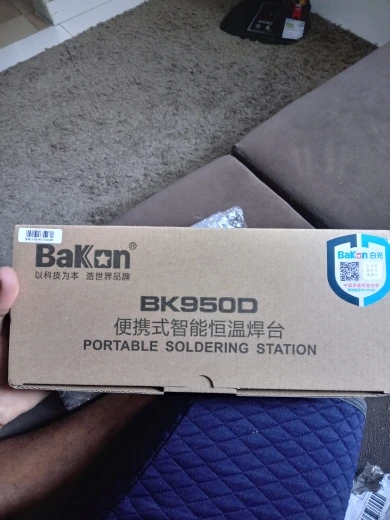 Bakon®
以科技为本 造世界品牌
BK950D
便携式智能恒温焊台
PORTABLE SOLDERING STATION
Bakon 白光